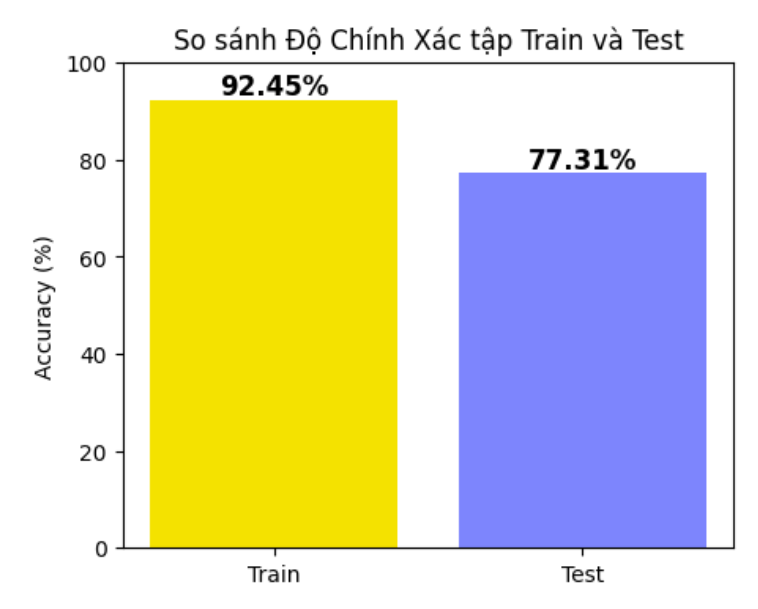 So sánh Độ Chính Xác tập Train và Test
100
92.45%
80
77.31%
60
Accuracy (%)
40
20
0
Train
Test